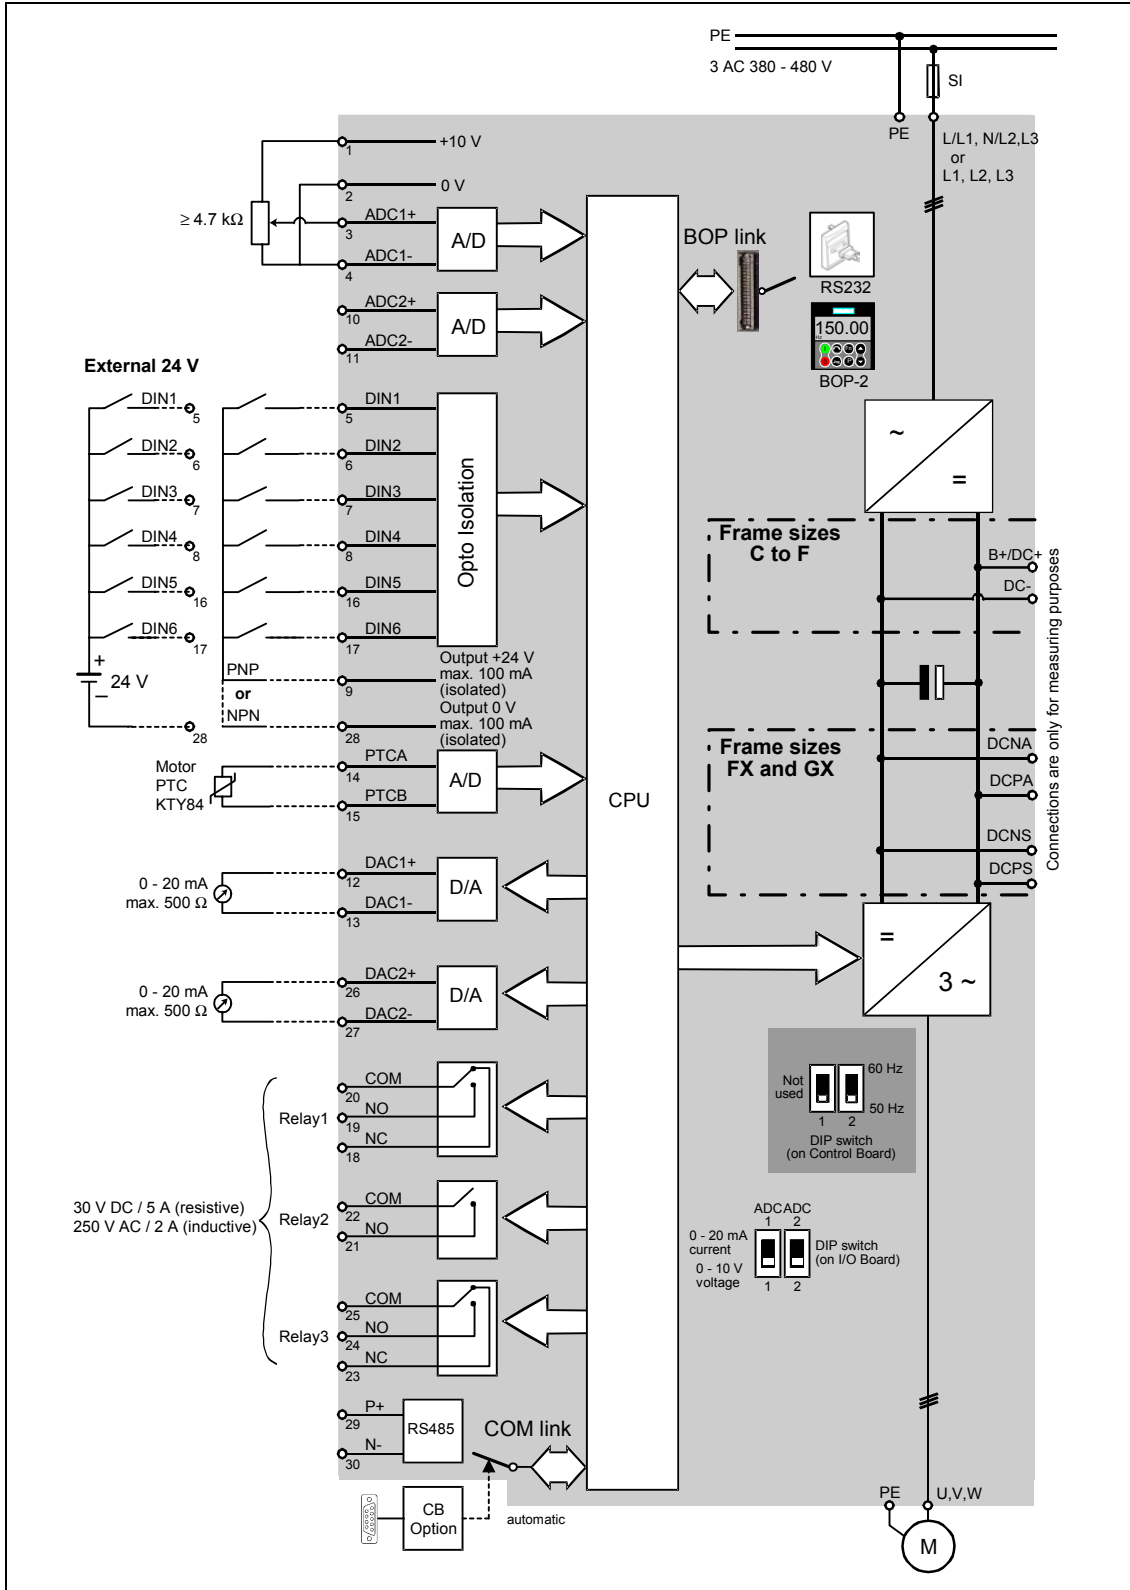 PE
3 AC 380 - 480 V
SI
PE
L/L1, N/L2,L3
or
L1, L2, L3
1
+10 V
2
0 V
≥ 4.7 kΩ
3
ADC1+
4
ADC1-
A/D
10
ADC2+
11
ADC2-
A/D
BOP link
RS232
150.00
Hz
BOP-2
External 24 V
DIN1
5
DIN2
6
DIN3
7
DIN4
8
DIN5
16
DIN6
17
+
24 V
–
28
PNP
or
NPN
DIN1
5
DIN2
6
DIN3
7
DIN4
8
DIN5
16
DIN6
17
Opto Isolation
9
Output +24 V
max. 100 mA
(isolated)
28
Output 0 V
max. 100 mA
(isolated)
Motor
PTC
KTY84
PTCA
14
PTCB
15
A/D
CPU
~
=
Frame sizes
C to F
B+/DC+
DC-
Frame sizes
FX and GX
DCNA
DCPA
DCNS
DCPS
Connections are only for measuring purposes
=
3 ~
0 - 20 mA
max. 500 Ω
DAC1+
12
DAC1-
13
D/A
0 - 20 mA
max. 500 Ω
DAC2+
26
DAC2-
27
D/A
30 V DC / 5 A (resistive)
250 V AC / 2 A (inductive)
Relay1
COM
20
NO
19
NC
18
Relay2
COM
22
NO
21
Relay3
COM
25
NO
24
NC
23
Not
used
60 Hz
50 Hz
1 2
DIP switch
(on Control Board)
ADC ADC
1 2
0 - 20 mA
current
0 - 10 V
voltage
DIP switch
(on I/O Board)
1 2
P+
29
N-
30
RS485
COM link
CB
Option
automatic
PE
U,V,W
M